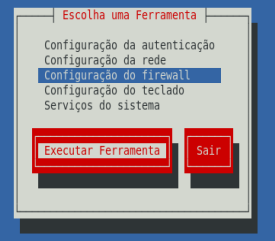 Escolha uma Ferramenta
Configuração da autenticação
Configuração da rede
Configuração do firewall
Configuração do teclado
Serviços do sistema
Executar Ferramenta
Sair